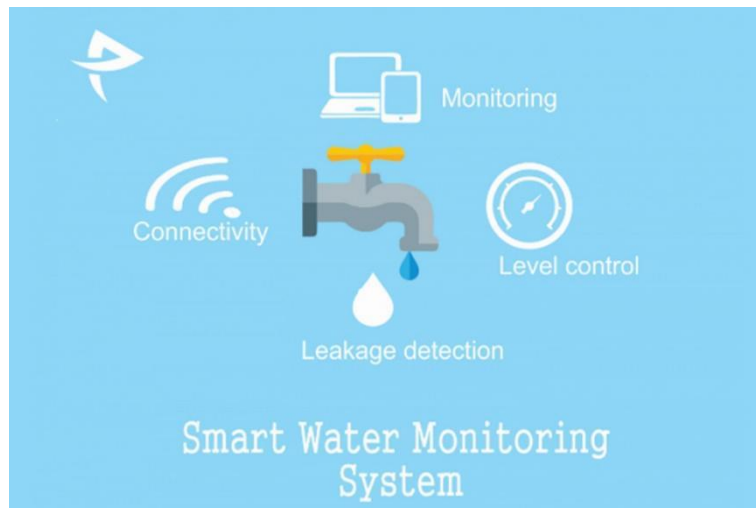 Monitoring
Connectivity
Level control
Leakage detection
Smart Water Monitoring
System